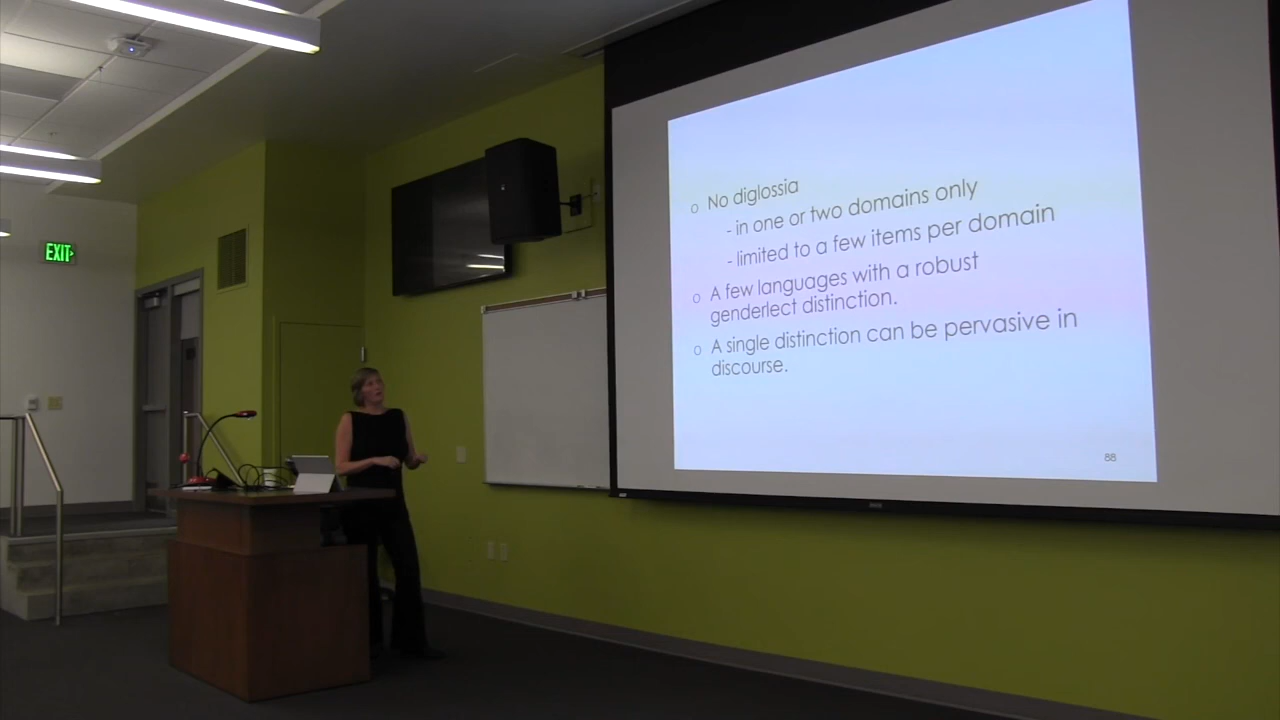 EXIT
o No diglossia
- in one or two domains only
- limited to a few items per domain
o A few languages with a robust
genderlect distinction.
o A single distinction can be pervasive in
discourse.
88